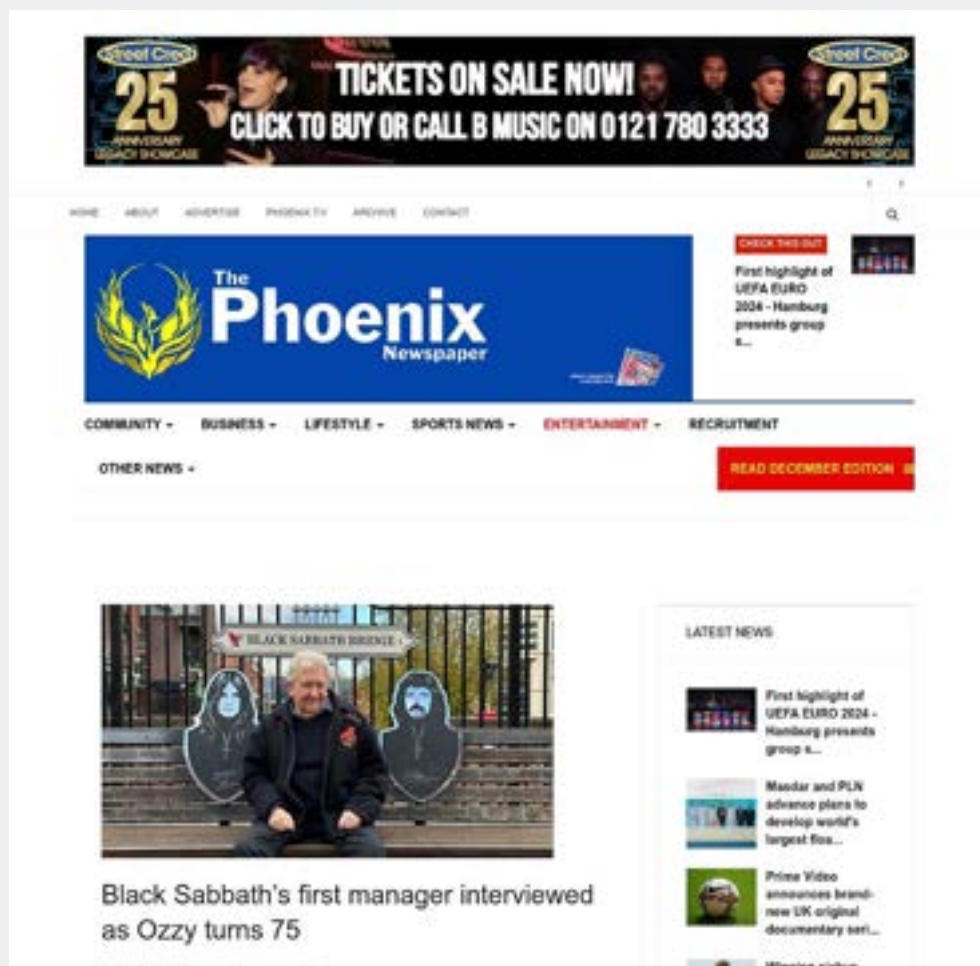 Street Cred
25
ANNIVERSARY
LEGACY SHOWCASE
TICKETS ON SALE NOW!
CLICK TO BUY OR CALL B MUSIC ON 0121 780 3333
Street Cred
25
ANNIVERSARY
LEGACY SHOWCASE
HOME ABOUT ADVERTISE PHOENIX TV ARCHIVE CONTACT
The
Phoenix
Newspaper
CHECK THIS OUT
First highlight of
UEFA EURO
2024 - Hamburg
presents group
s...
COMMUNITY BUSINESS LIFESTYLE SPORTS NEWS ENTERTAINMENT RECRUITMENT
OTHER NEWS
READ DECEMBER EDITION
BLACK SABBATH BRIDGE
Black Sabbath's first manager interviewed
as Ozzy turns 75
LATEST NEWS
First highlight of
UEFA EURO 2024 -
Hamburg presents
group s...
Masdar and PLN
advance plans to
develop world's
largest floa...
Prime Video
announces brand-
new UK original
documentary seri...